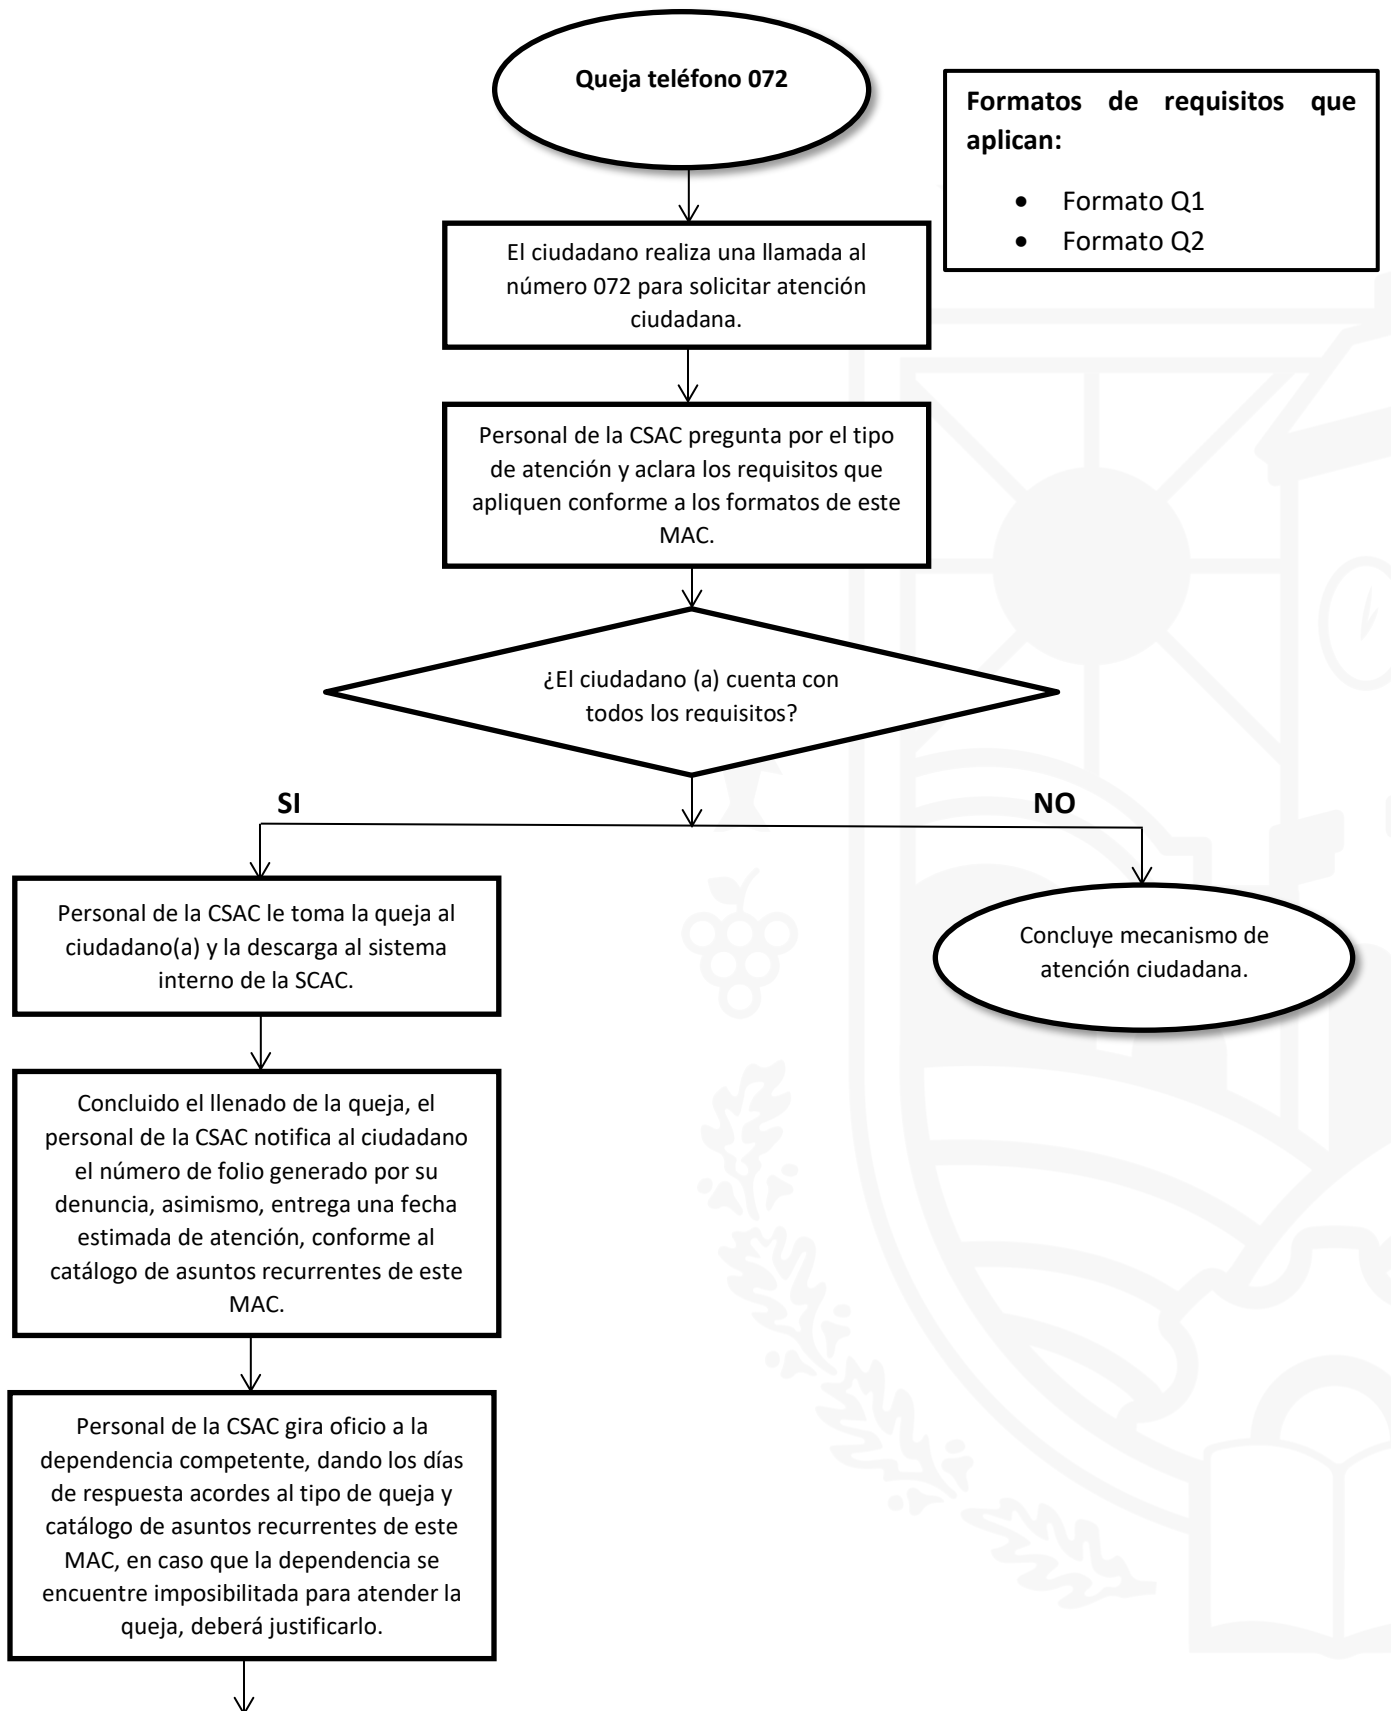 Queja teléfono 072
Formatos de requisitos que
aplican:
• Formato Q1
• Formato Q2
El ciudadano realiza una llamada al
número 072 para solicitar atención
ciudadana.
Personal de la CSAC pregunta por el tipo
de atención y aclara los requisitos que
apliquen conforme a los formatos de este
MAC.
¿El ciudadano (a) cuenta con
todos los requisitos?
SI
NO
Personal de la CSAC le toma la queja al
ciudadano(a) y la descarga al sistema
interno de la SCAC.
Concluye mecanismo de
atención ciudadana.
Concluido el llenado de la queja, el
personal de la CSAC notifica al ciudadano
el número de folio generado por su
denuncia, asimismo, entrega una fecha
estimada de atención, conforme al
catálogo de asuntos recurrentes de este
MAC.
Personal de la CSAC gira oficio a la
dependencia competente, dando los días
de respuesta acordes al tipo de queja y
catálogo de asuntos recurrentes de este
MAC, en caso que la dependencia se
encuentre imposibilitada para atender la
queja, deberá justificarlo.